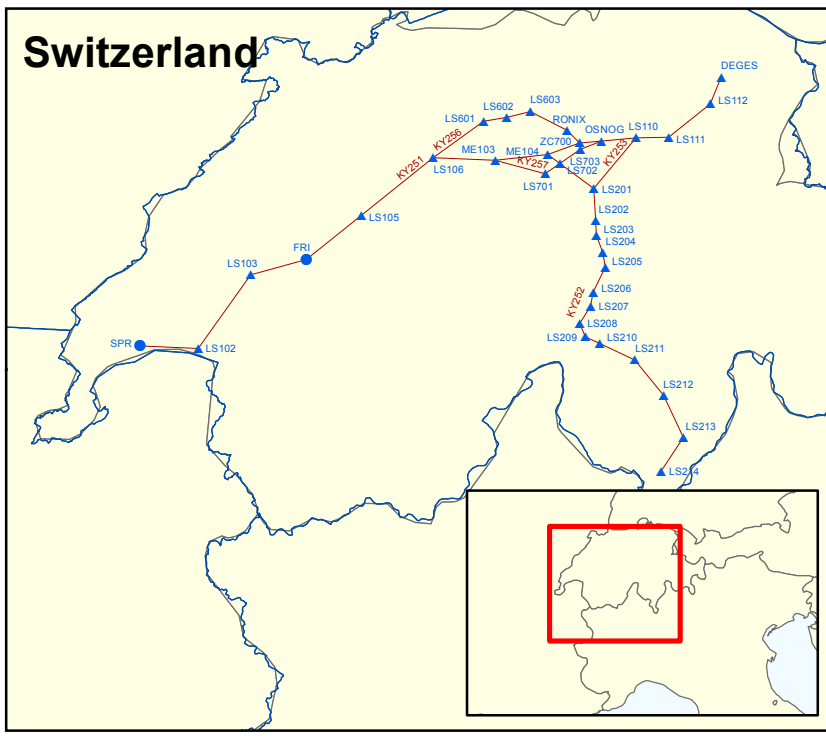 Switzerland
DEGES
LS112
LS603
LS602
LS601
RONIX
OSNOG
LS110
LS111
KY256
ZC700
KY253
ME104
ME103
LS703
KY257
LS702
KY251
LS106
LS701
LS201
LS105
LS202
LS203
LS204
FRI
LS103
LS205
LS206
KY252
LS207
LS208
SPR
LS102
LS209
LS210
LS211
LS212
LS213
LS214